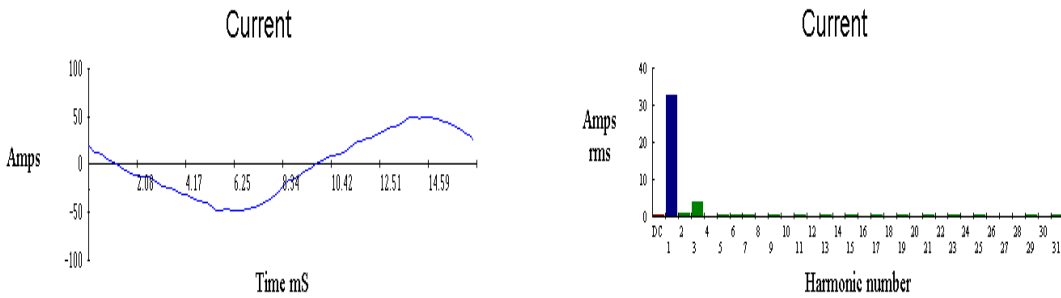 Current
100
50
Amps
0
2.08 4.17 6.25 8.34 10.42 12.51 14.59
-50
-100
Time mS
Current
40
30
Amps
rms
20
10
0
DC 2 4 6 8 10 12 14 16 18 20 22 24 26 28 30
1 3 5 7 9 11 13 15 17 19 21 23 25 27 29 31
Harmonic number